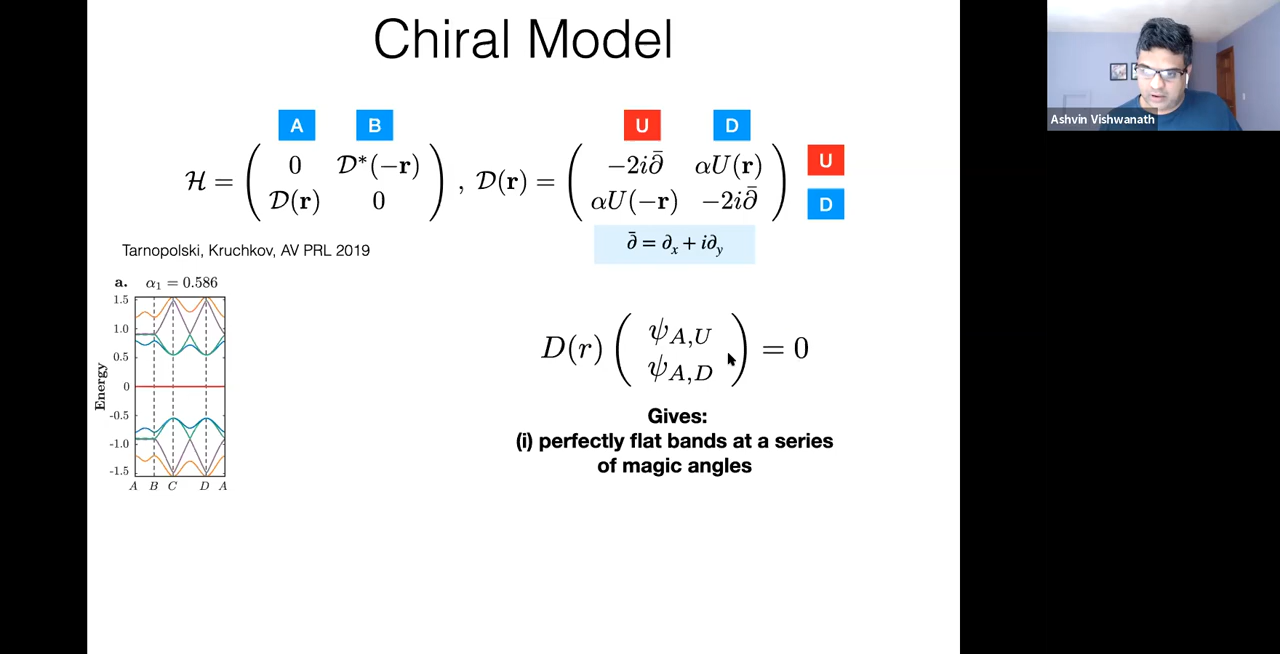 Chiral Model
A B U D
H = ( 0 D*(−r) D(r) 0 ) , D(r) = ( −2i∂̄ αU(r) αU(−r) −2i∂̄ ) U D
∂̄ = ∂x + i∂y
Tarnopolski, Kruchkov, AV PRL 2019
a. α1 = 0.586
1.5
1.0
0.5
0
-0.5
-1.0
-1.5
Energy
A B C D A
D(r) ( ψA,U ψA,D ) = 0
Gives:
(i) perfectly flat bands at a series
of magic angles
Ashvin Vishwanath